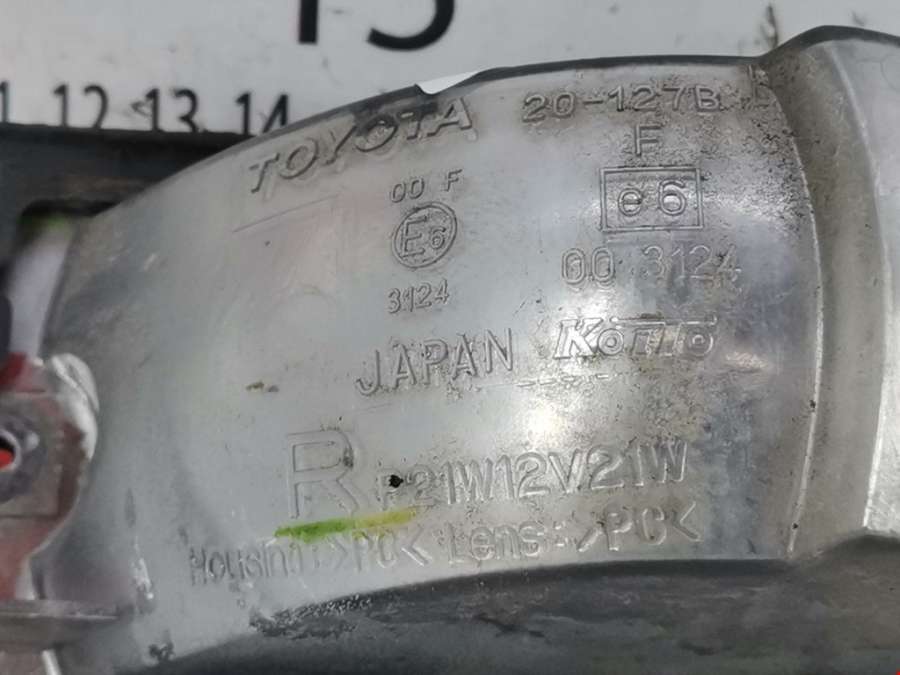 15
11 12 13 14
TOYOTA 20-127B
00 F F
E6 e6
3124 00 3124
JAPAN KOITO
R P21W12V21W
Housing:>PC< Lens:>PC<